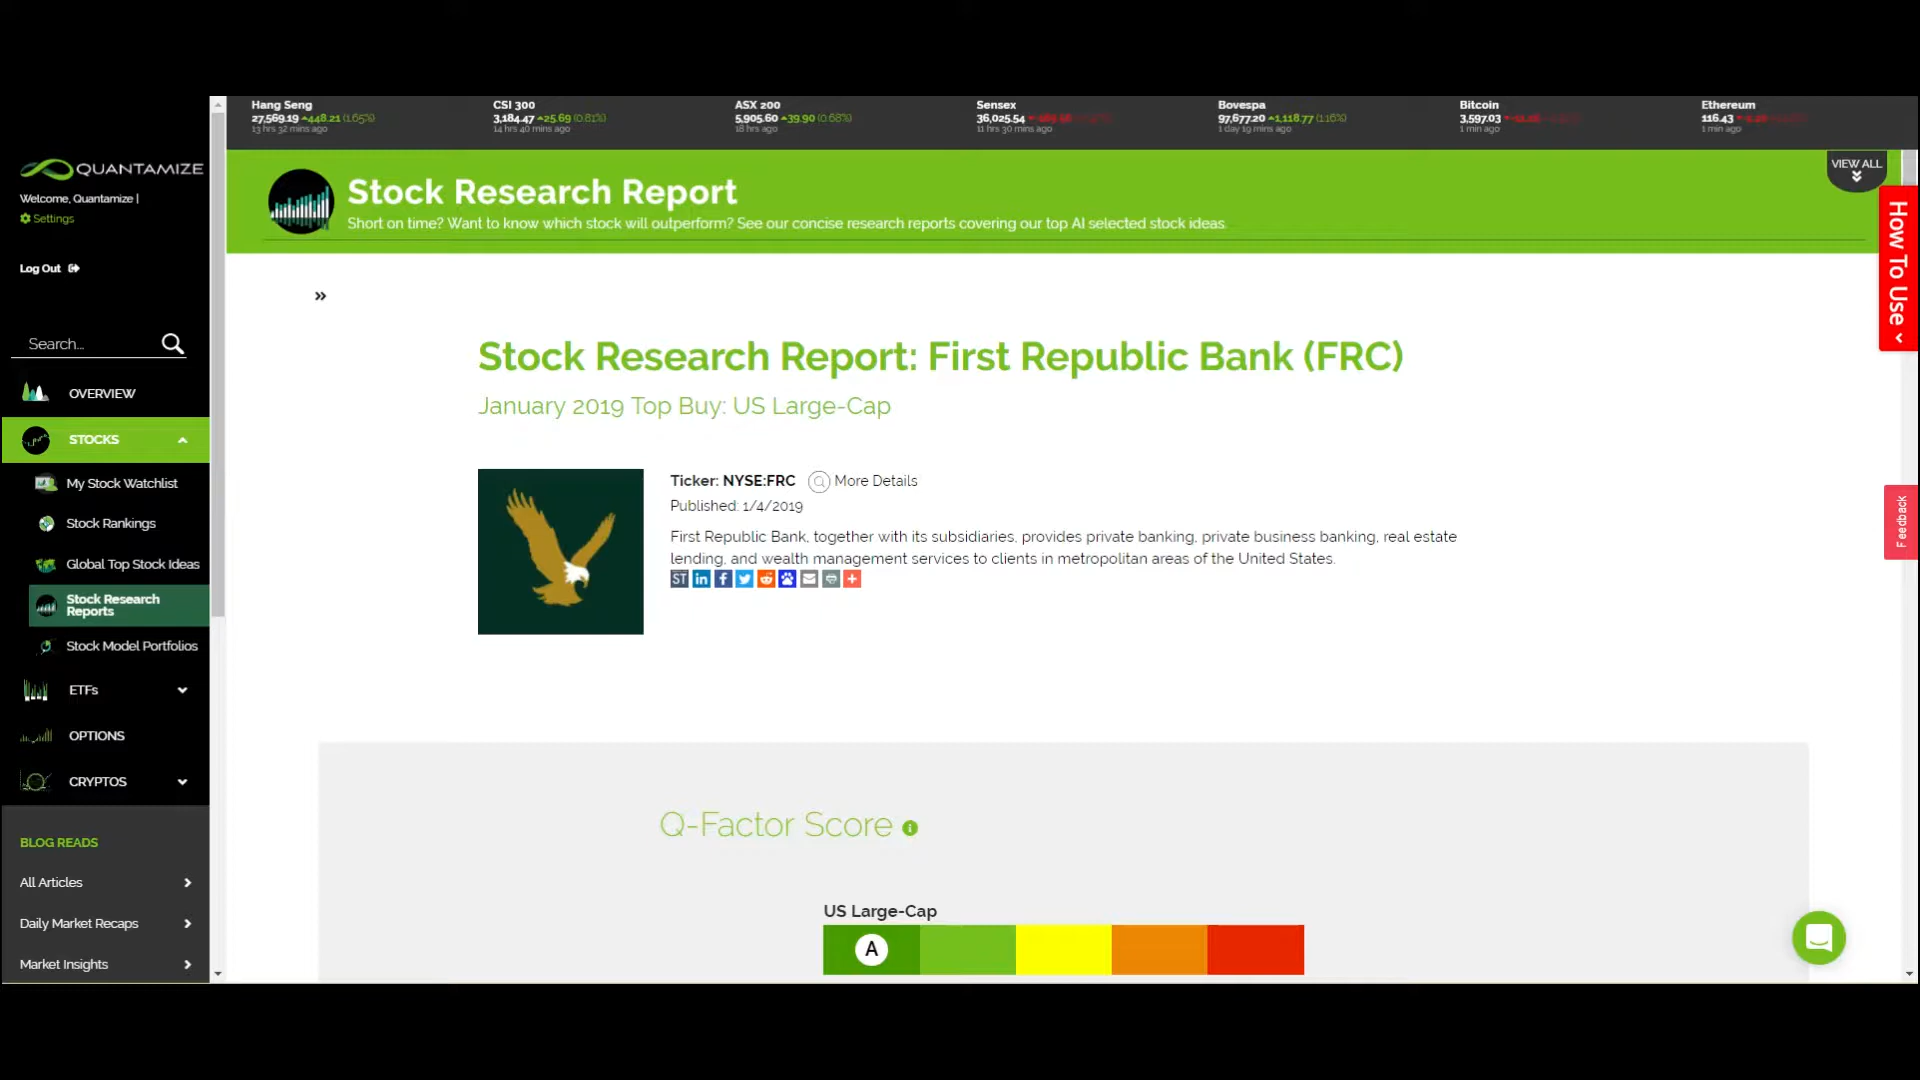 Hang Seng
27,569.19 448.21 (1.65%)
13 hrs 32 mins ago
CSI 300
3,184.47 25.69 (0.81%)
14 hrs 40 mins ago
ASX 200
5,905.60 39.90 (0.68%)
18 hrs ago
Sensex
36,025.54
11 hrs 30 mins ago
Bovespa
97,677.20 1,118.77 (1.16%)
1 day 19 mins ago
Bitcoin
3,597.03
1 min ago
Ethereum
116.43
1 min ago
QUANTAMIZE
Welcome, Quantamize |
Settings
Log Out
Search...
OVERVIEW
STOCKS
My Stock Watchlist
Stock Rankings
Global Top Stock Ideas
Stock Research
Reports
Stock Model Portfolios
ETFs
OPTIONS
CRYPTOS
BLOG READS
All Articles
Daily Market Recaps
Market Insights
Stock Research Report
Short on time? Want to know which stock will outperform? See our concise research reports covering our top AI selected stock ideas.
VIEW ALL
How To Use
»
Stock Research Report: First Republic Bank (FRC)
January 2019 Top Buy: US Large-Cap
Ticker: NYSE:FRC More Details
Published: 1/4/2019
First Republic Bank, together with its subsidiaries, provides private banking, private business banking, real estate
lending, and wealth management services to clients in metropolitan areas of the United States.
ST in f
Feedback
Q-Factor Score i
US Large-Cap
A